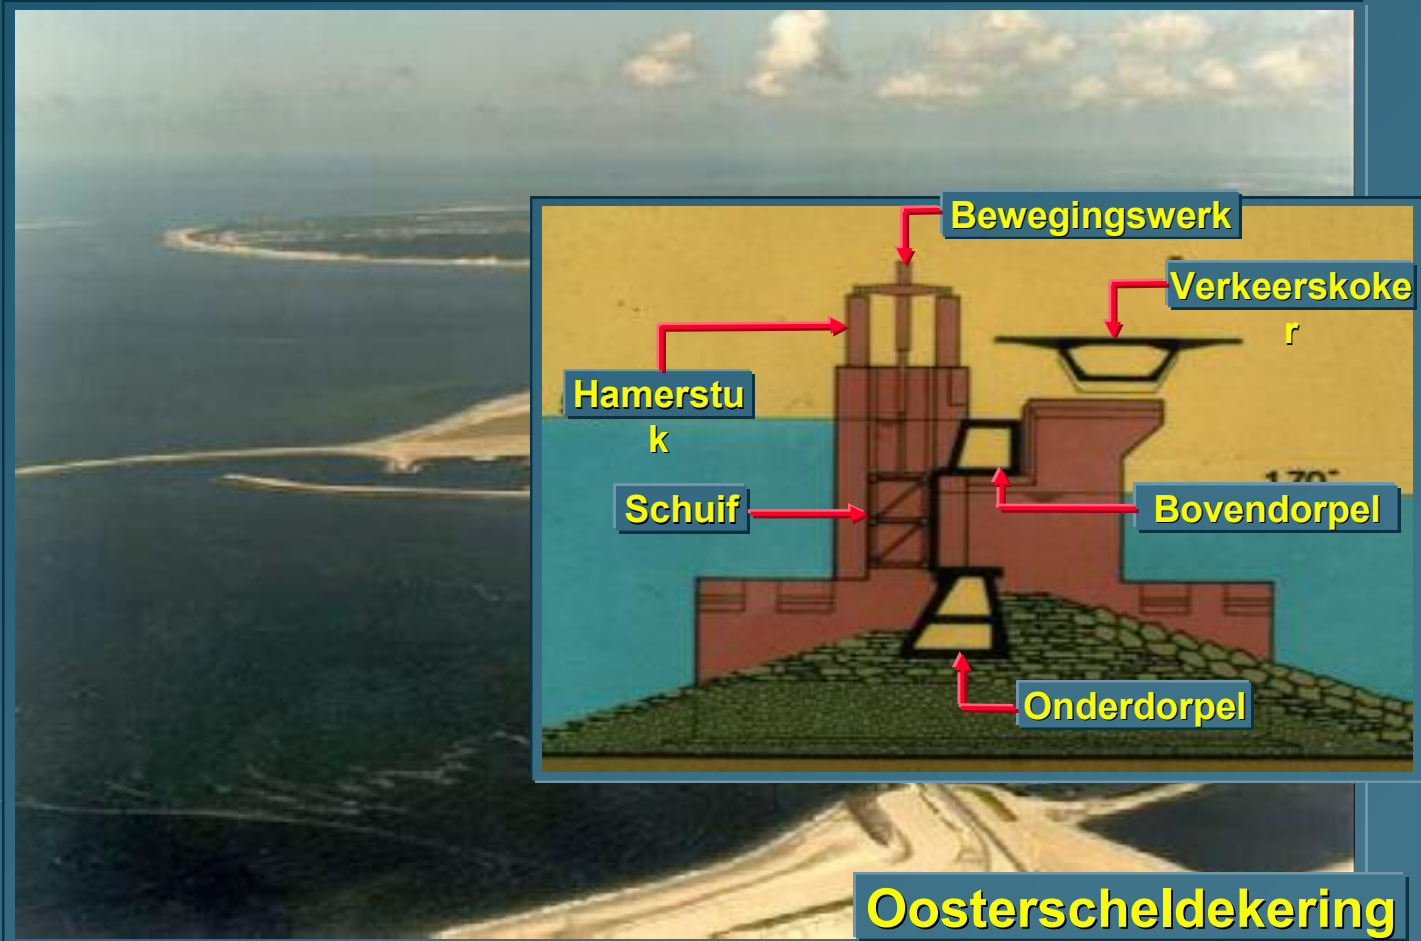 Bewegingswerk
Verkeerskoke
r
Hamerstu
k
Schuif
Bovendorpel
Onderdorpel
Oosterscheldekering